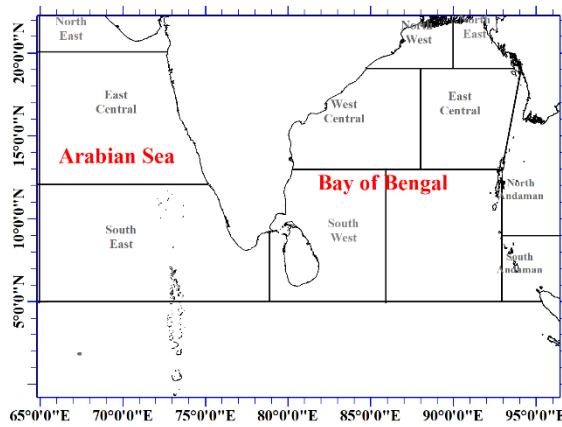 North
East
North
West
North
East
20°0'0"N
East
Central
West
Central
East
Central
15°0'0"N
Arabian Sea
Bay of Bengal
North
Andaman
10°0'0"N
South
East
South
West
South
Andaman
5°0'0"N
65°0'0"E
70°0'0"E
75°0'0"E
80°0'0"E
85°0'0"E
90°0'0"E
95°0'0"E